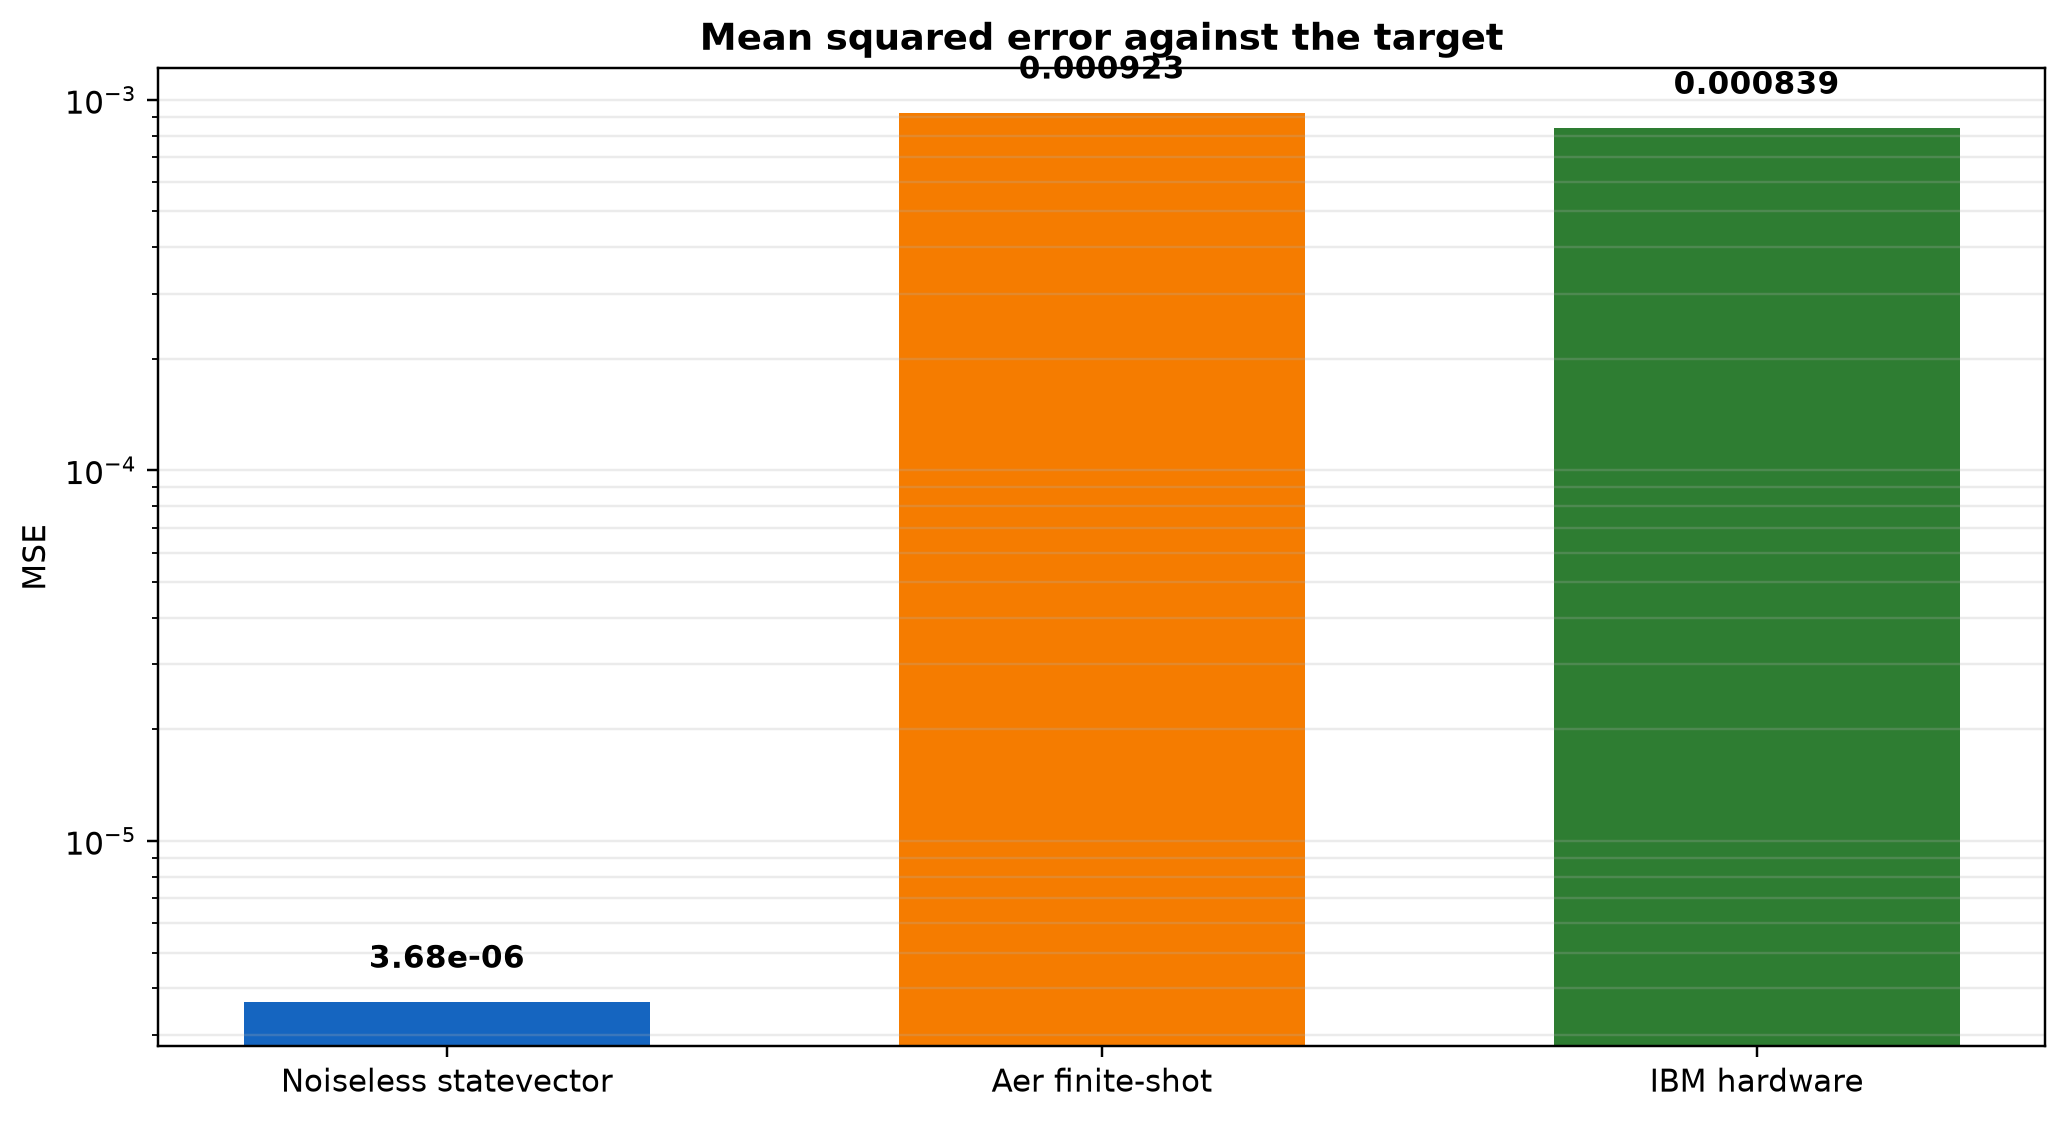 Mean squared error against the target
0.000923
0.000839
10⁻³
10⁻⁴
10⁻⁵
MSE
3.68e-06
Noiseless statevector
Aer finite-shot
IBM hardware